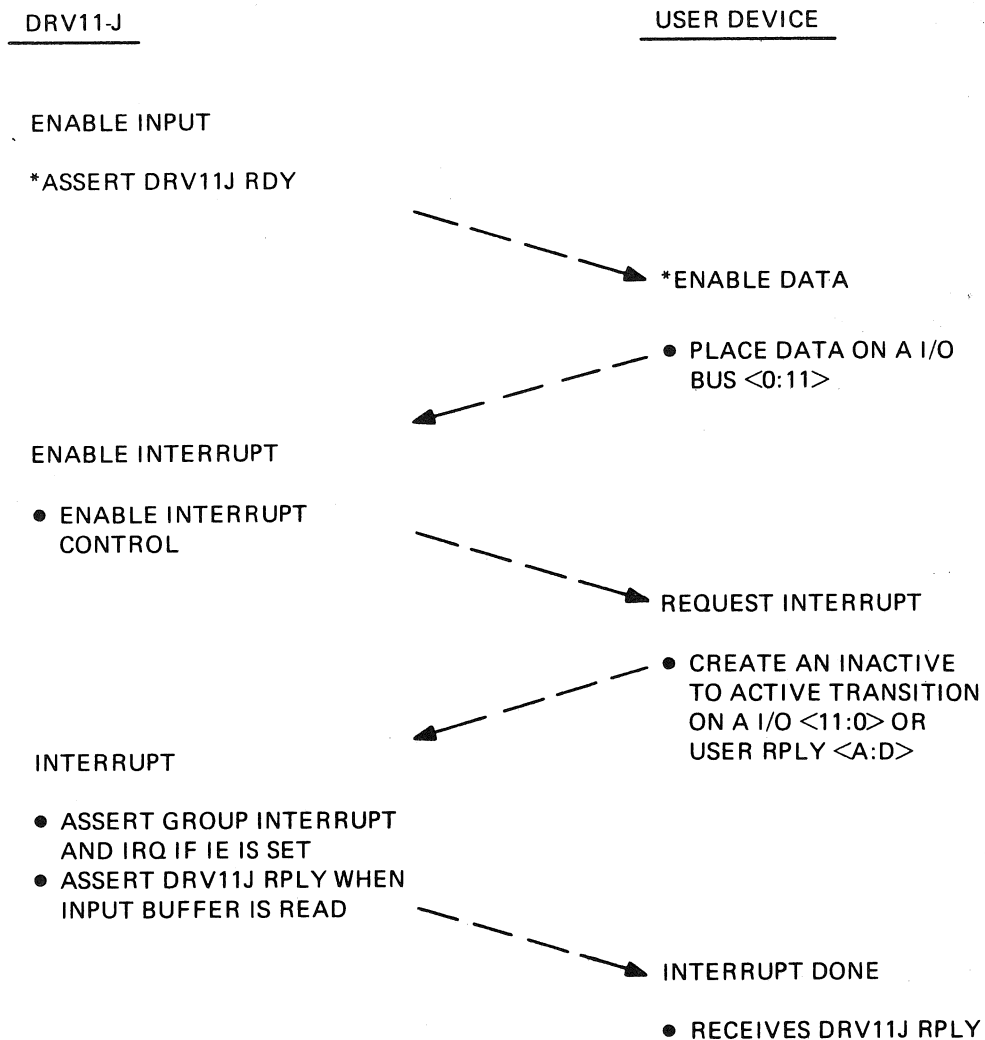 DRV11-J
USER DEVICE
ENABLE INPUT
*ASSERT DRV11J RDY
*ENABLE DATA
● PLACE DATA ON A I/O
BUS <0:11>
ENABLE INTERRUPT
● ENABLE INTERRUPT
CONTROL
REQUEST INTERRUPT
● CREATE AN INACTIVE
TO ACTIVE TRANSITION
ON A I/O <11:0> OR
USER RPLY <A:D>
INTERRUPT
● ASSERT GROUP INTERRUPT
AND IRQ IF IE IS SET
● ASSERT DRV11J RPLY WHEN
INPUT BUFFER IS READ
INTERRUPT DONE
● RECEIVES DRV11J RPLY